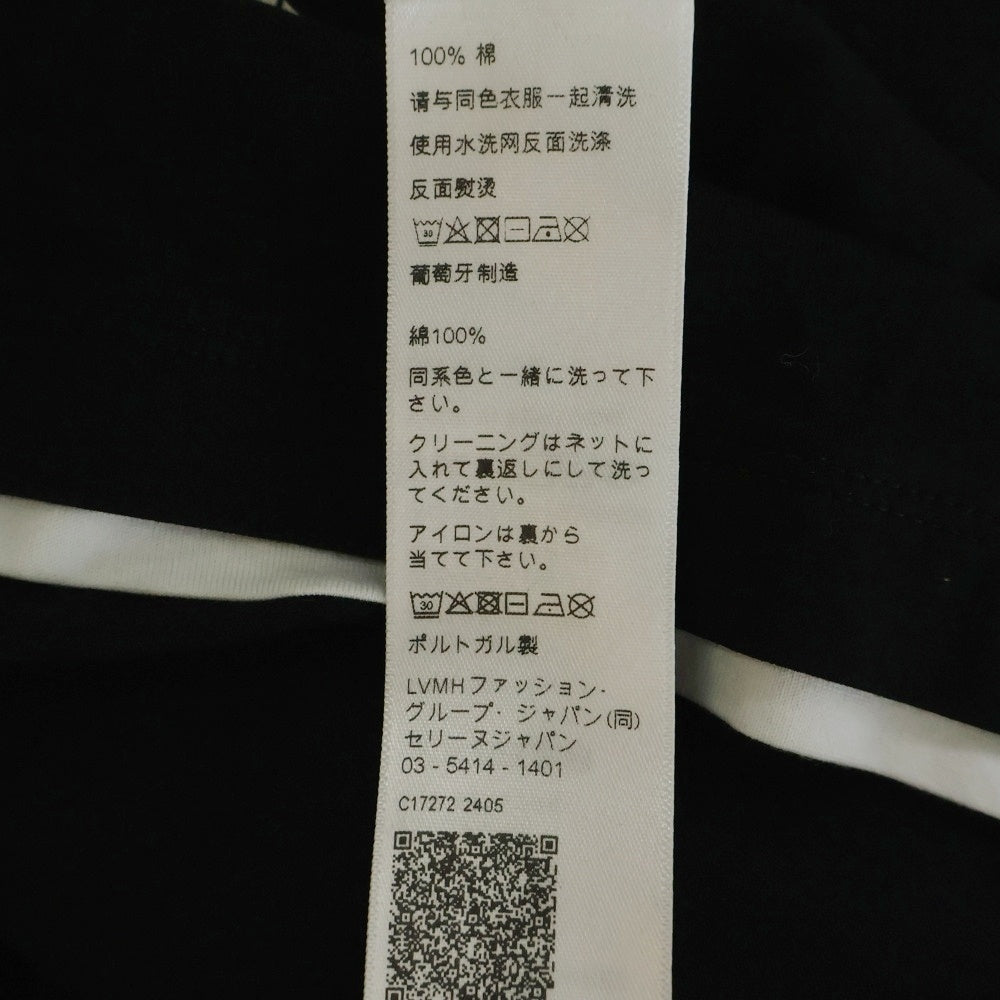 100% 棉
请与同色衣服一起清洗
使用水洗网反面洗涤
反面熨烫
30
葡萄牙制造
綿100%
同系色と一緒に洗って下
さい。
クリーニングはネットに
入れて裏返しにして洗っ
てください。
アイロンは裏から
当てて下さい。
30
ポルトガル製
LVMHファッション･
グループ･ ジャパン(同)
セリーヌジャパン
03 - 5414 - 1401
C17272 2405